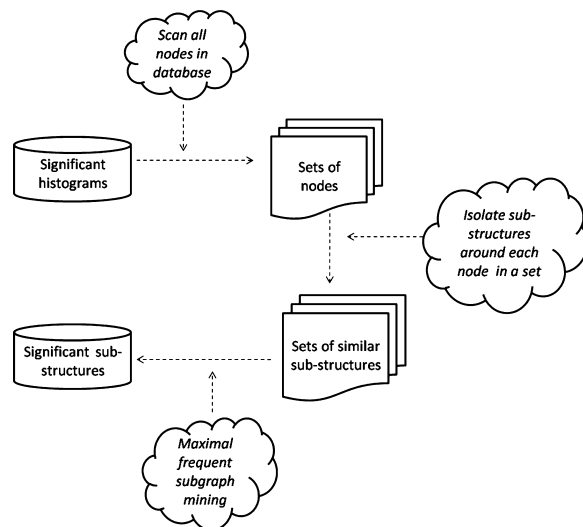 Scan all
nodes in
database
Significant
histograms
Sets of
nodes
Isolate sub-
structures
around each
node in a set
Sets of similar
sub-structures
Significant sub-
structures
Maximal
frequent
subgraph
mining